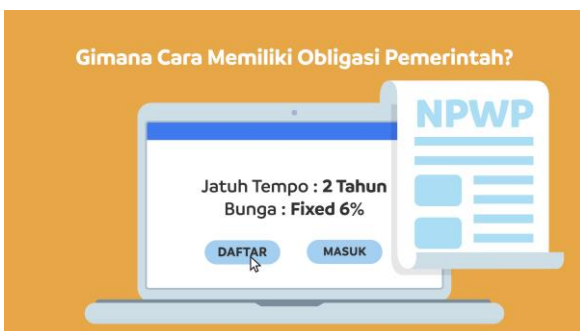 Gimana Cara Memiliki Obligasi Pemerintah?
NPWP
Jatuh Tempo : 2 Tahun
Bunga : Fixed 6%
DAFTAR MASUK